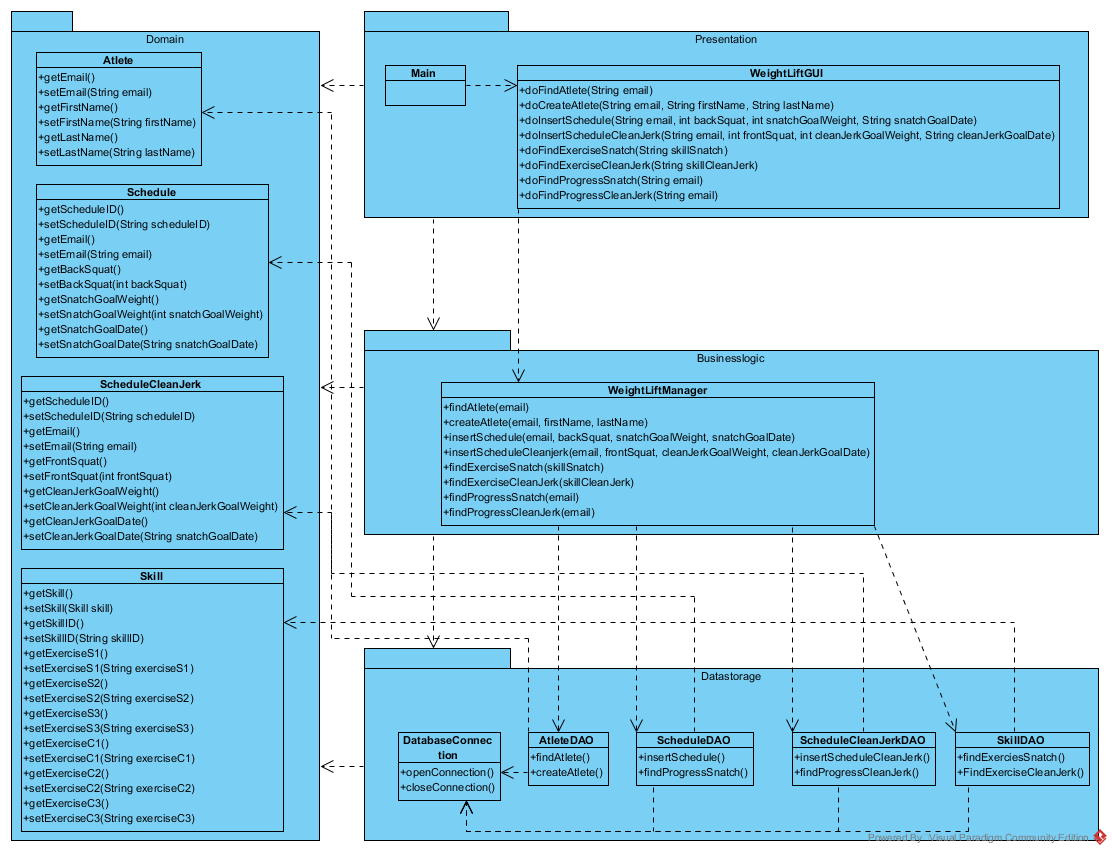 Domain
Atlete
+getEmail()
+setEmail(String email)
+getFirstName()
+setFirstName(String firstName)
+getLastName()
+setLastName(String lastName)
Schedule
+getScheduleID()
+setScheduleID(String scheduleID)
+getEmail()
+setEmail(String email)
+getBackSquat()
+setBackSquat(int backSquat)
+getSnatchGoalWeight()
+setSnatchGoalWeight(int snatchGoalWeight)
+getSnatchGoalDate()
+setSnatchGoalDate(String snatchGoalDate)
ScheduleCleanJerk
+getScheduleID()
+setScheduleID(String scheduleID)
+getEmail()
+setEmail(String email)
+getFrontSquat()
+setFrontSquat(int frontSquat)
+getCleanJerkGoalWeight()
+setCleanJerkGoalWeight(int cleanJerkGoalWeight)
+getCleanJerkGoalDate()
+setCleanJerkGoalDate(String snatchGoalDate)
Skill
+getSkill()
+setSkill(Skill skill)
+getSkillID()
+setSkillID(String skillID)
+getExerciseS1()
+setExerciseS1(String exerciseS1)
+getExerciseS2()
+setExerciseS2(String exerciseS2)
+getExerciseS3()
+setExerciseS3(String exerciseS3)
+getExerciseC1()
+setExerciseC1(String exerciseC1)
+getExerciseC2()
+setExerciseC2(String exerciseC2)
+getExerciseC3()
+setExerciseC3(String exerciseC3)
Presentation
Main
WeightLiftGUI
+doFindAtlete(String email)
+doCreateAtlete(String email, String firstName, String lastName)
+doInsertSchedule(String email, int backSquat, int snatchGoalWeight, String snatchGoalDate)
+doInsertScheduleCleanJerk(String email, int frontSquat, int cleanJerkGoalWeight, String cleanJerkGoalDate)
+doFindExerciseSnatch(String skillSnatch)
+doFindExerciseCleanJerk(String skillCleanJerk)
+doFindProgressSnatch(String email)
+doFindProgressCleanJerk(String email)
Businesslogic
WeightLiftManager
+findAtlete(email)
+createAtlete(email, firstName, lastName)
+insertSchedule(email, backSquat, snatchGoalWeight, snatchGoalDate)
+insertScheduleCleanjerk(email, frontSquat, cleanJerkGoalWeight, cleanJerkGoalDate)
+findExerciseSnatch(skillSnatch)
+findExerciseCleanJerk(skillCleanJerk)
+findProgressSnatch(email)
+findProgressCleanJerk(email)
Datastorage
DatabaseConnec
tion
+openConnection()
+closeConnection()
AtleteDAO
+findAtlete()
+createAtlete()
ScheduleDAO
+insertSchedule()
+findProgressSnatch()
ScheduleCleanJerkDAO
+insertScheduleCleanJerk()
+findProgressCleanJerk()
SkillDAO
+findExerciesSnatch()
+FindExerciseCleanJerk()
Powered By Visual Paradigm Community Edition